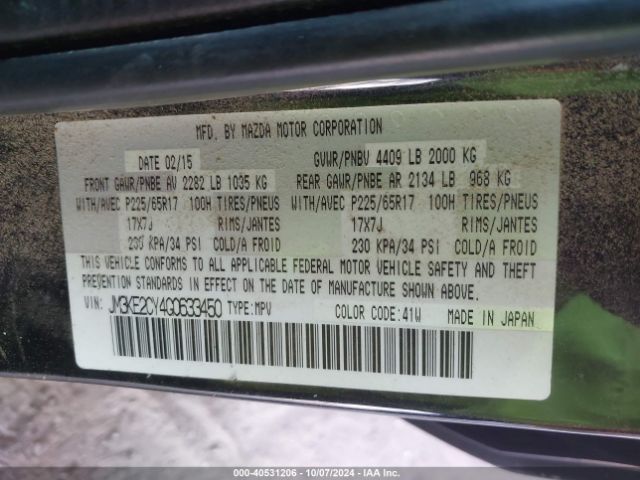 MFD. BY MAZDA MOTOR CORPORATION
DATE 02/15 GVWR/PNBV 4409 LB 2000 KG
FRONT GAWR/PNBE AV 2282 LB 1035 KG REAR GAWR/PNBE AR 2134 LB 968 KG
WITH/AVEC P225/65R17 100H TIRES/PNEUS WITH/AVEC P225/65R17 100H TIRES/PNEUS
17X7J RIMS/JANTES 17X7J RIMS/JANTES
230 KPA/34 PSI COLD/A FROID 230 KPA/34 PSI COLD/A FROID
THIS VEHICLE CONFORMS TO ALL APPLICABLE FEDERAL MOTOR VEHICLE SAFETY AND THEFT
PREVENTION STANDARDS IN EFFECT ON THE DATE OF MANUFACTURE SHOWN ABOVE.
VIN: JM3KE2CY4G0633450 TYPE:MPV COLOR CODE:41W MADE IN JAPAN
000-40531206 - 10/07/2024 - IAA Inc.